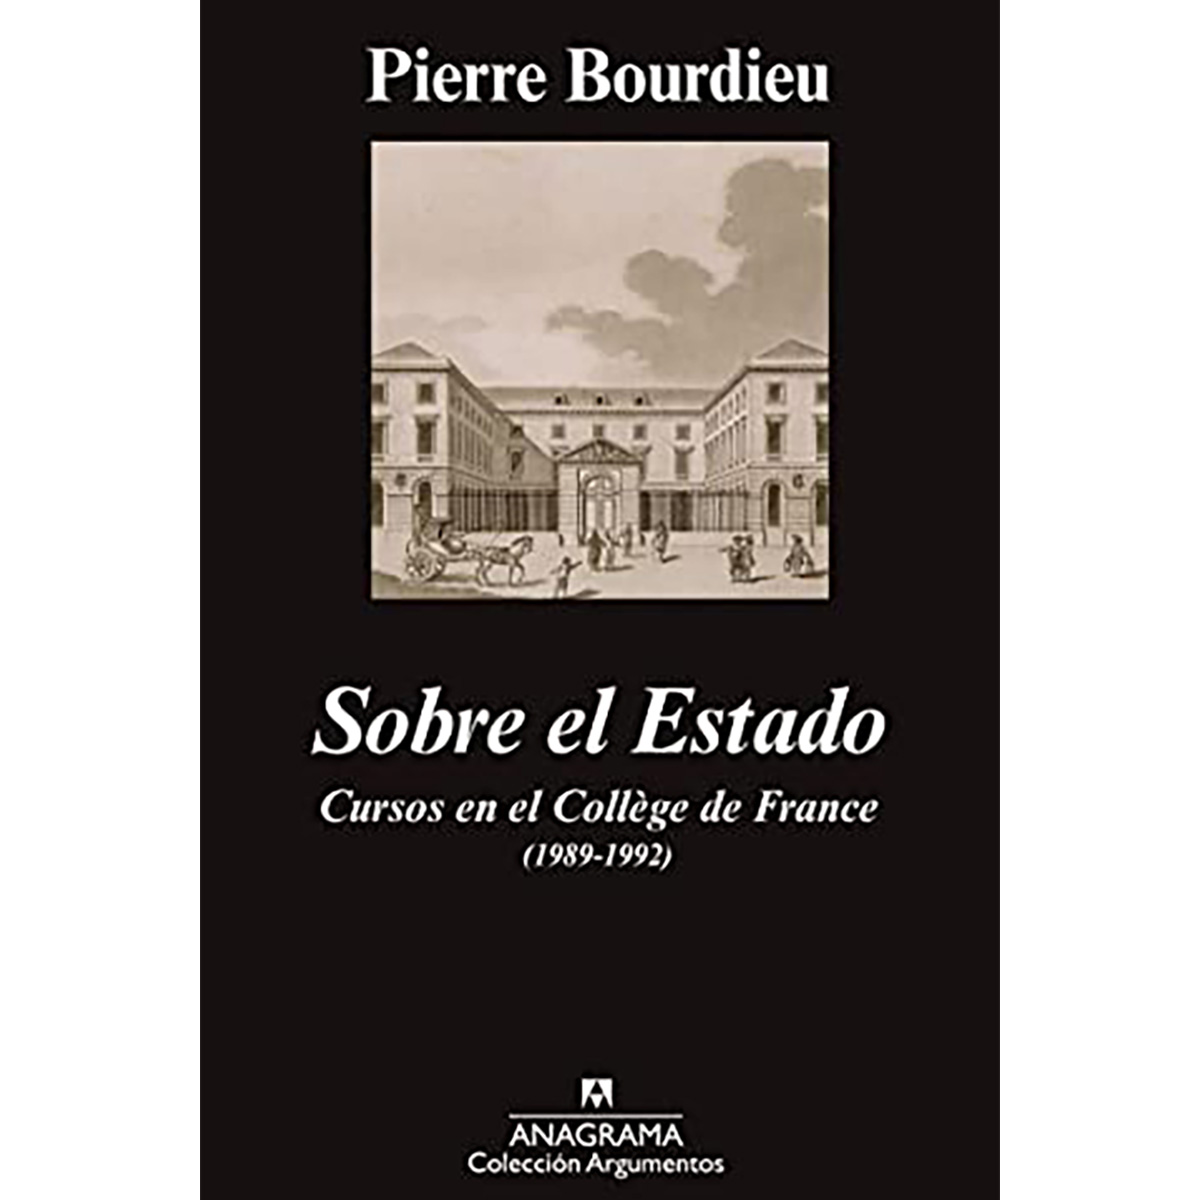 Pierre Bourdieu
Sobre el Estado
Cursos en el Collège de France
(1989-1992)
ANAGRAMA
Colección Argumentos